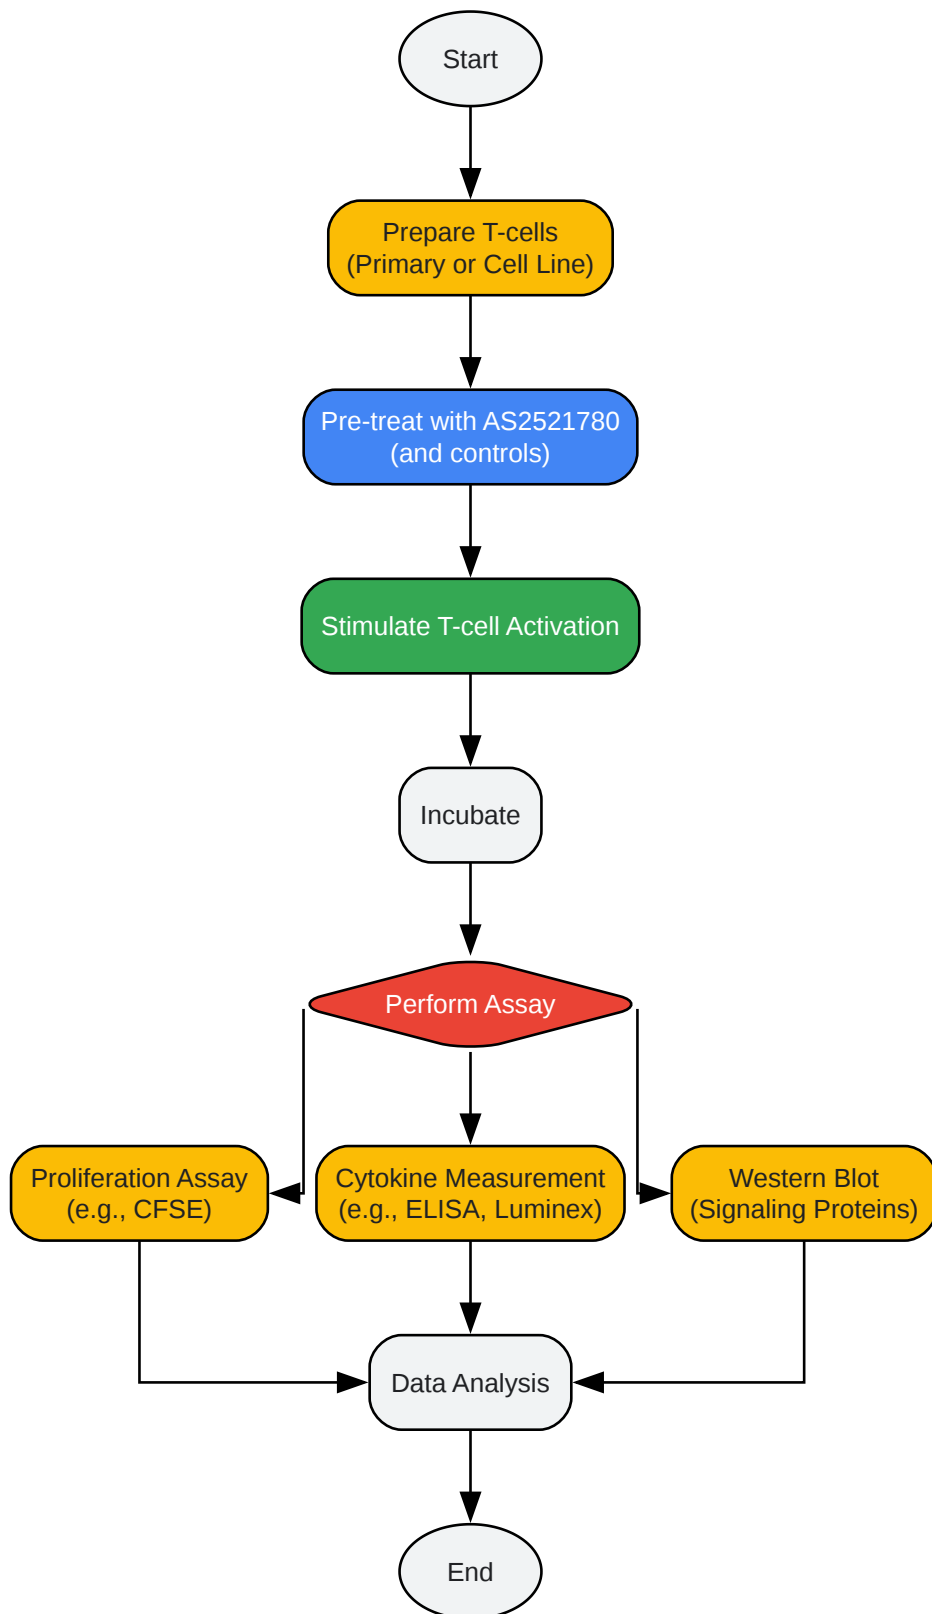 Start
Prepare T-cells
(Primary or Cell Line)
Pre-treat with AS2521780
(and controls)
Stimulate T-cell Activation
Incubate
Perform Assay
Proliferation Assay
(e.g., CFSE)
Cytokine Measurement
(e.g., ELISA, Luminex)
Western Blot
(Signaling Proteins)
Data Analysis
End